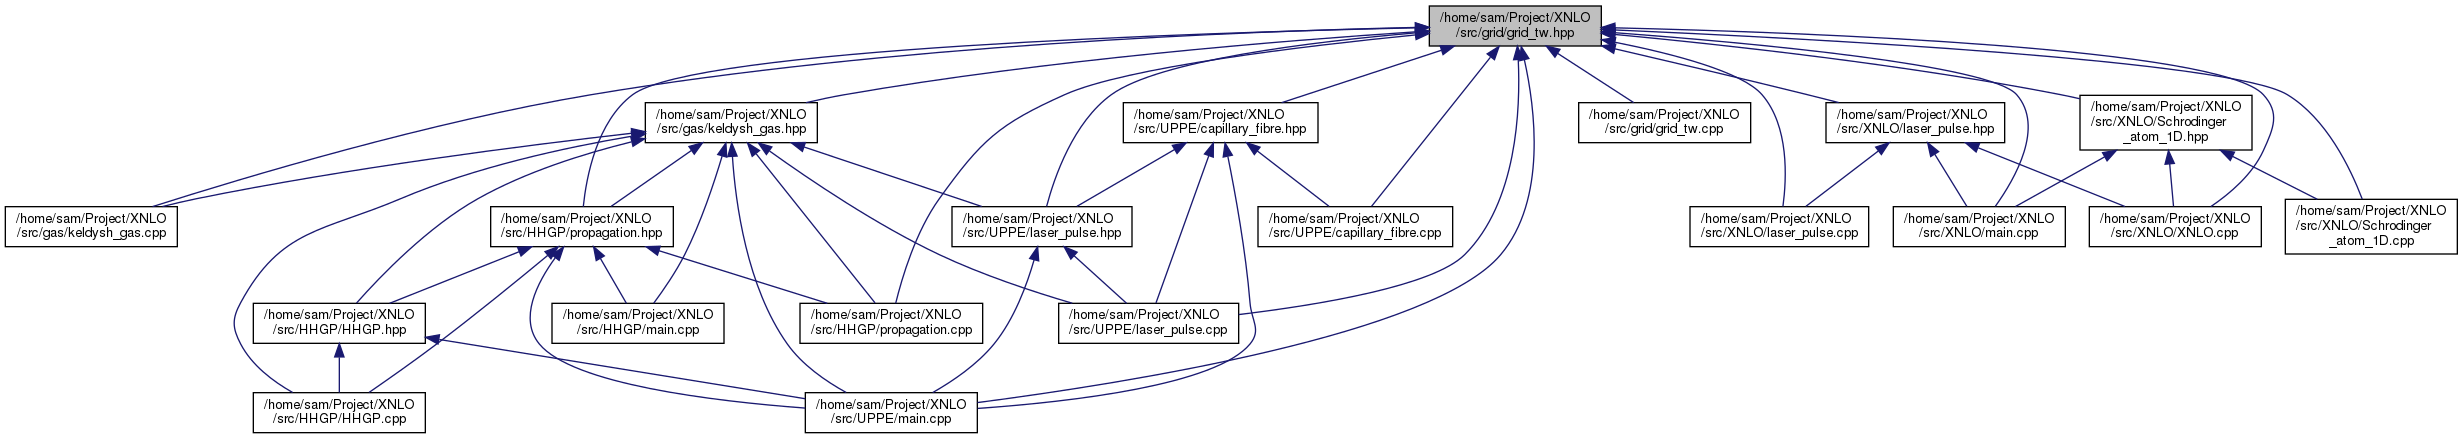 /home/sam/Project/XNLO
/src/grid/grid_tw.hpp
/home/sam/Project/XNLO
/src/gas/keldysh_gas.hpp
/home/sam/Project/XNLO
/src/UPPE/capillary_fibre.hpp
/home/sam/Project/XNLO
/src/grid/grid_tw.cpp
/home/sam/Project/XNLO
/src/XNLO/laser_pulse.hpp
/home/sam/Project/XNLO
/src/XNLO/Schrodinger
_atom_1D.hpp
/home/sam/Project/XNLO
/src/gas/keldysh_gas.cpp
/home/sam/Project/XNLO
/src/HHGP/propagation.hpp
/home/sam/Project/XNLO
/src/UPPE/laser_pulse.hpp
/home/sam/Project/XNLO
/src/UPPE/capillary_fibre.cpp
/home/sam/Project/XNLO
/src/XNLO/laser_pulse.cpp
/home/sam/Project/XNLO
/src/XNLO/main.cpp
/home/sam/Project/XNLO
/src/XNLO/XNLO.cpp
/home/sam/Project/XNLO
/src/XNLO/Schrodinger
_atom_1D.cpp
/home/sam/Project/XNLO
/src/HHGP/HHGP.hpp
/home/sam/Project/XNLO
/src/HHGP/main.cpp
/home/sam/Project/XNLO
/src/HHGP/propagation.cpp
/home/sam/Project/XNLO
/src/UPPE/laser_pulse.cpp
/home/sam/Project/XNLO
/src/HHGP/HHGP.cpp
/home/sam/Project/XNLO
/src/UPPE/main.cpp